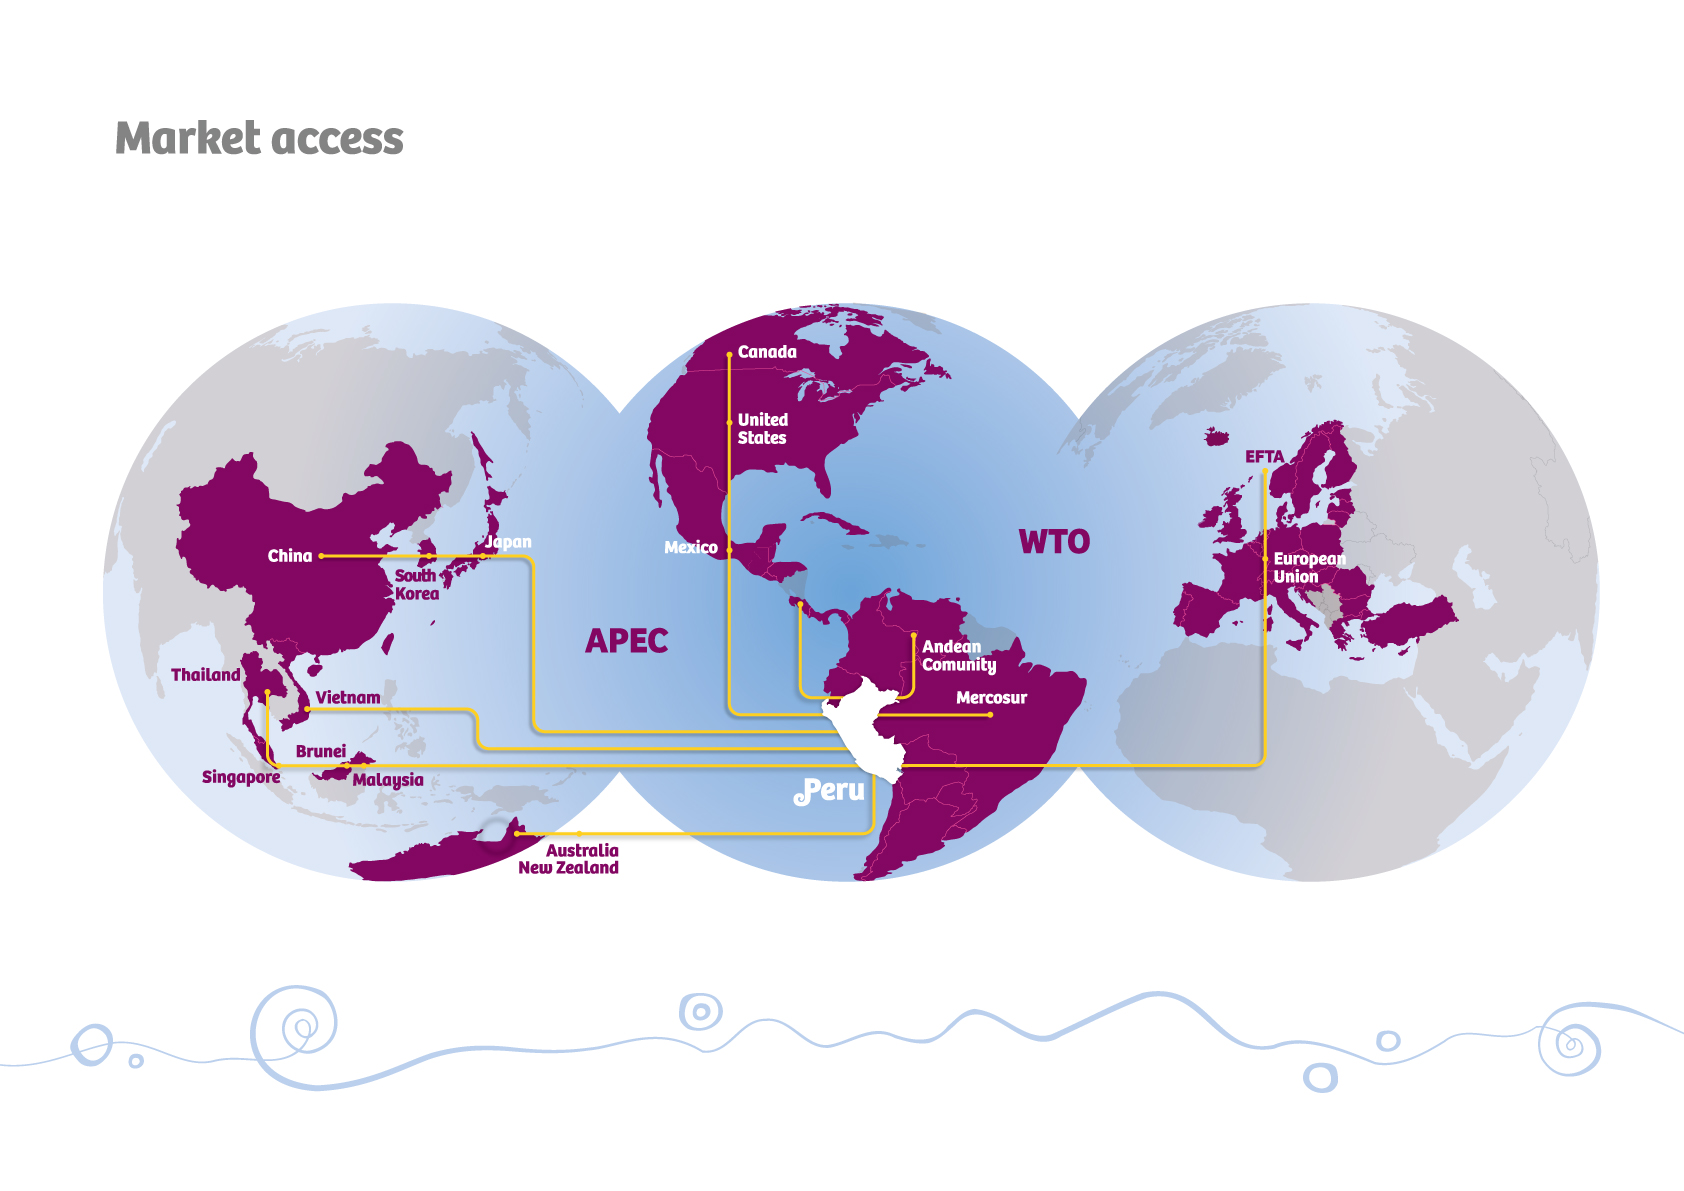 Market access
Canada
United
States
Mexico
EFTA
WTO
European
Union
China
Japan
South
Korea
APEC
Andean
Comunity
Mercosur
Thailand
Vietnam
Brunei
Singapore
Malaysia
Peru
Australia
New Zealand